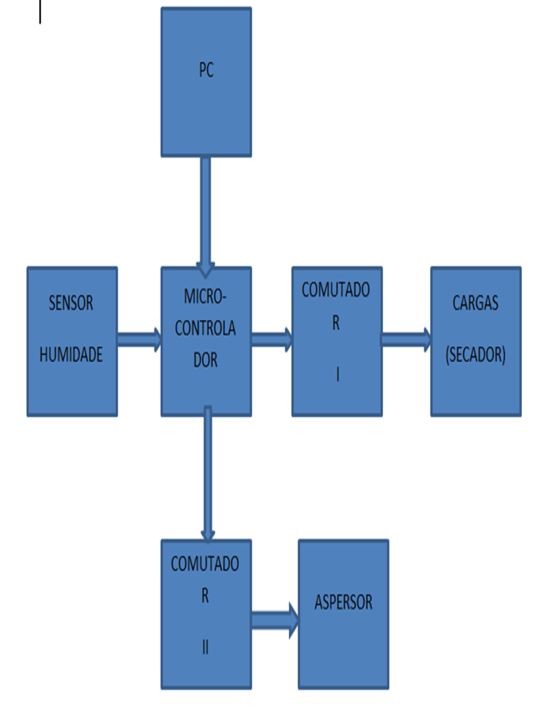 PC
SENSOR
HUMIDADE
MICRO-
CONTROLA
DOR
COMUTADO
R
I
CARGAS
(SECADOR)
COMUTADO
R
II
ASPERSOR